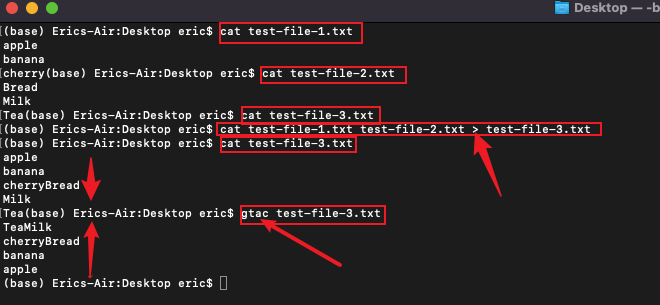 Desktop — -b
(base) Erics-Air:Desktop eric$ cat test-file-1.txt
apple
banana
cherry(base) Erics-Air:Desktop eric$ cat test-file-2.txt
Bread
Milk
Tea(base) Erics-Air:Desktop eric$ cat test-file-3.txt
(base) Erics-Air:Desktop eric$ cat test-file-1.txt test-file-2.txt > test-file-3.txt
(base) Erics-Air:Desktop eric$ cat test-file-3.txt
apple
banana
cherryBread
Milk
Tea(base) Erics-Air:Desktop eric$ gtac test-file-3.txt
TeaMilk
cherryBread
banana
apple
(base) Erics-Air:Desktop eric$